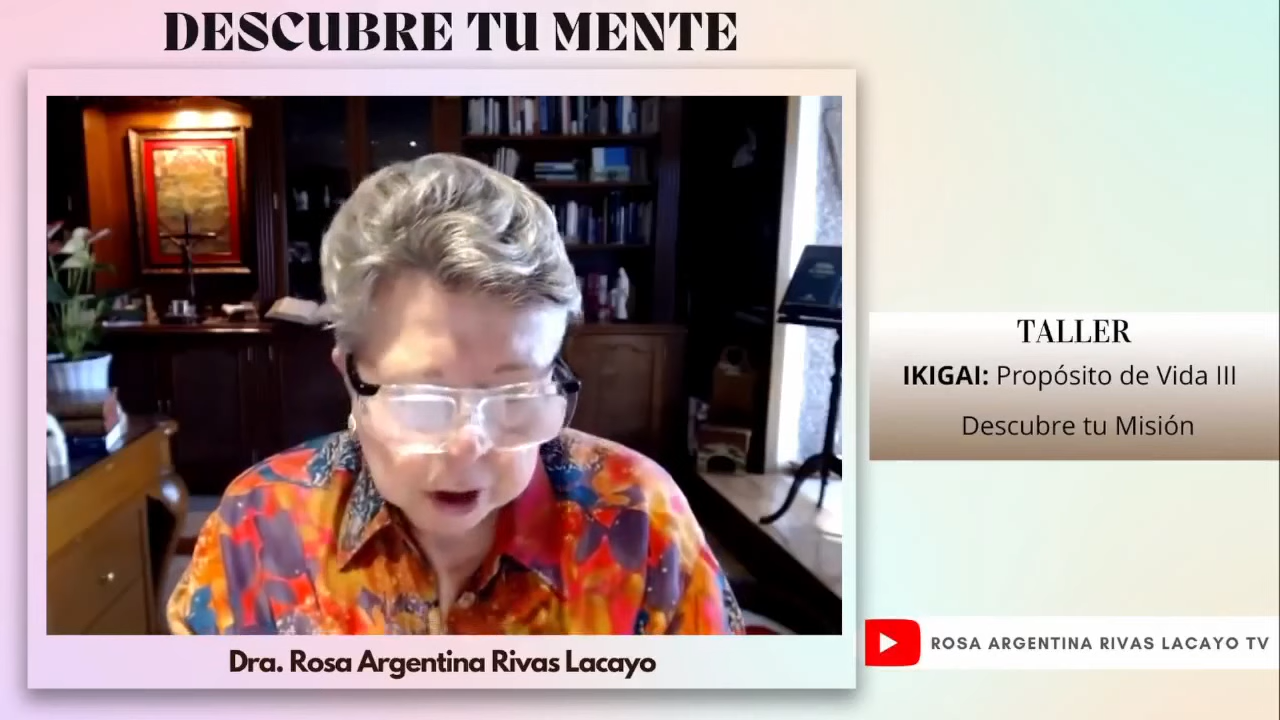 DESCUBRE TU MENTE
TALLER
IKIGAI: Propósito de Vida III
Descubre tu Misión
Dra. Rosa Argentina Rivas Lacayo
ROSA ARGENTINA RIVAS LACAYO TV